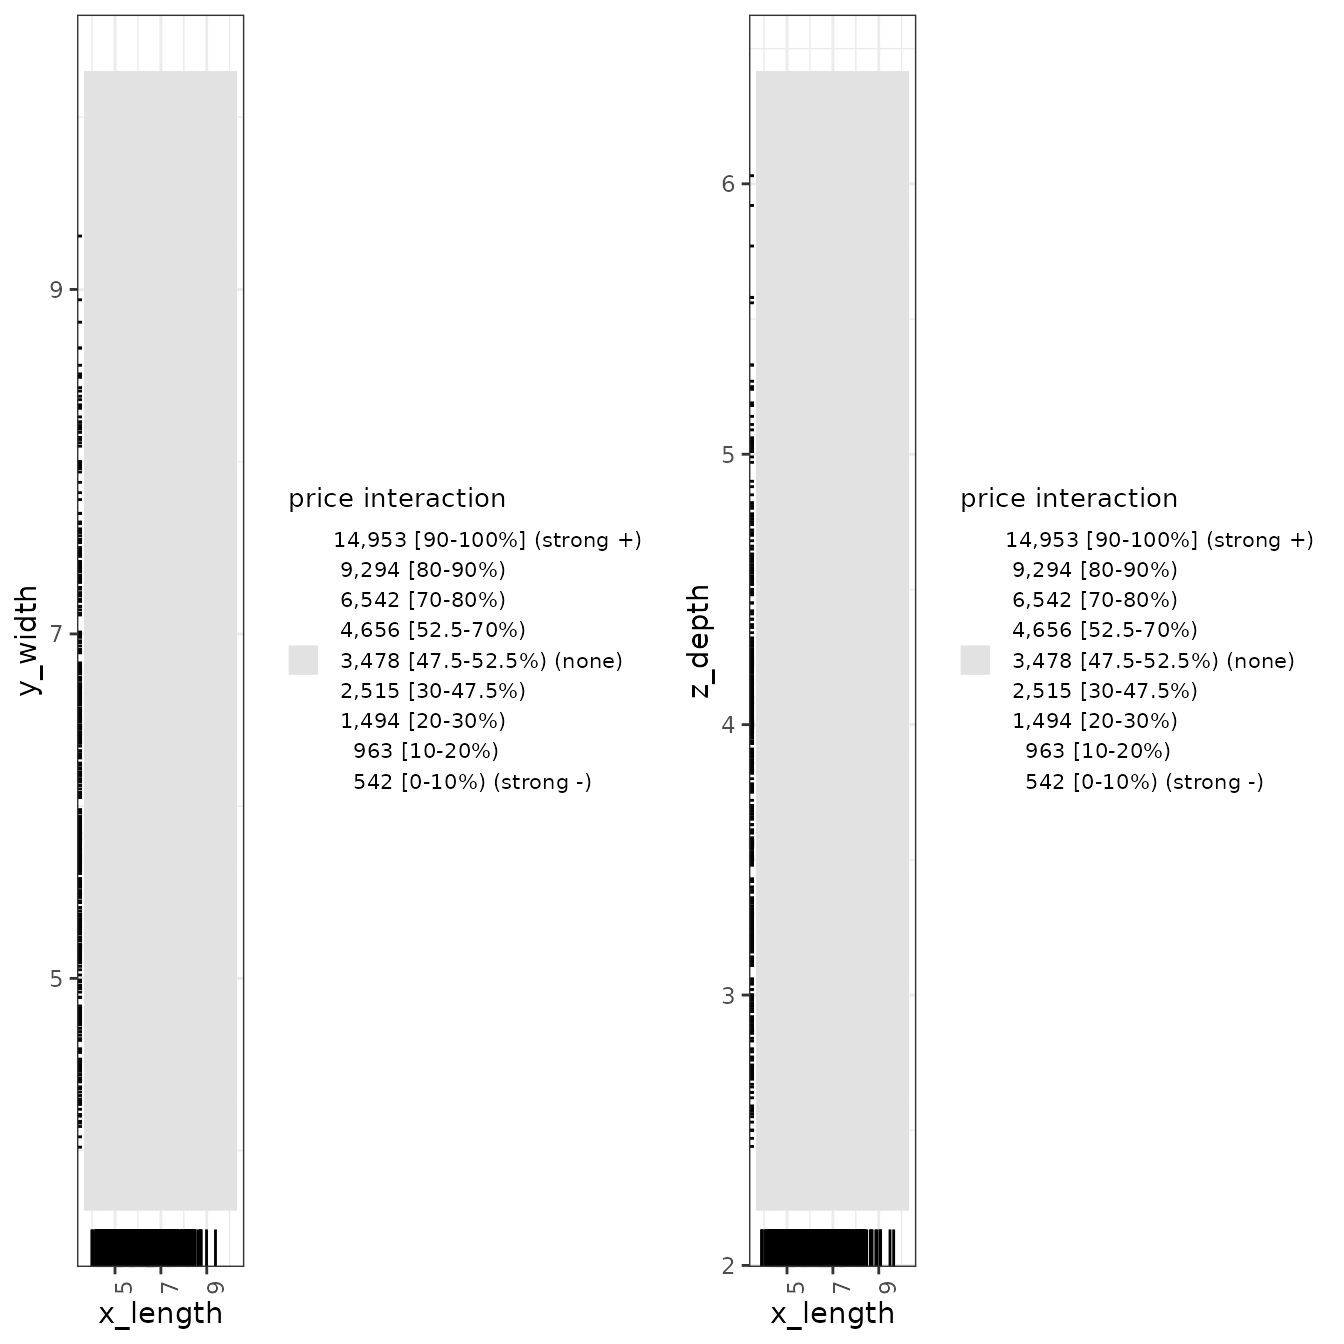 y_width
9
7
5
5
7
9
x_length
price interaction
14,953 [90-100%] (strong +)
9,294 [80-90%)
6,542 [70-80%)
4,656 [52.5-70%)
3,478 [47.5-52.5%) (none)
2,515 [30-47.5%)
1,494 [20-30%)
963 [10-20%)
542 [0-10%) (strong -)
z_depth
6
5
4
3
2
5
7
9
x_length
price interaction
14,953 [90-100%] (strong +)
9,294 [80-90%)
6,542 [70-80%)
4,656 [52.5-70%)
3,478 [47.5-52.5%) (none)
2,515 [30-47.5%)
1,494 [20-30%)
963 [10-20%)
542 [0-10%) (strong -)